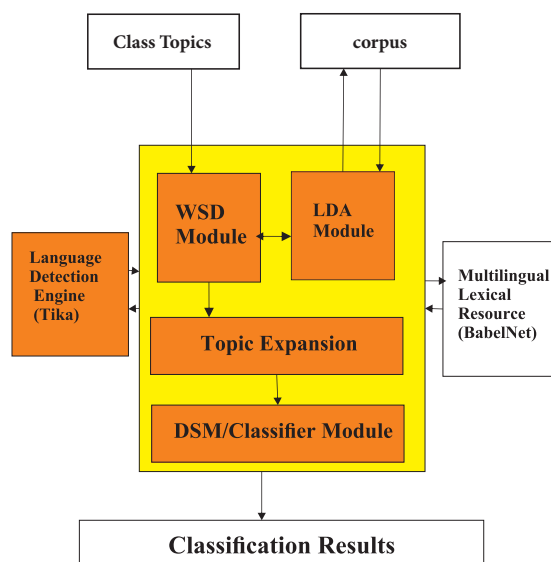 Class Topics
corpus
WSD
Module
LDA
Module
Language
Detection
Engine
(Tika)
Multilingual
Lexical
Resource
(BabelNet)
Topic Expansion
DSM/Classifier Module
Classification Results